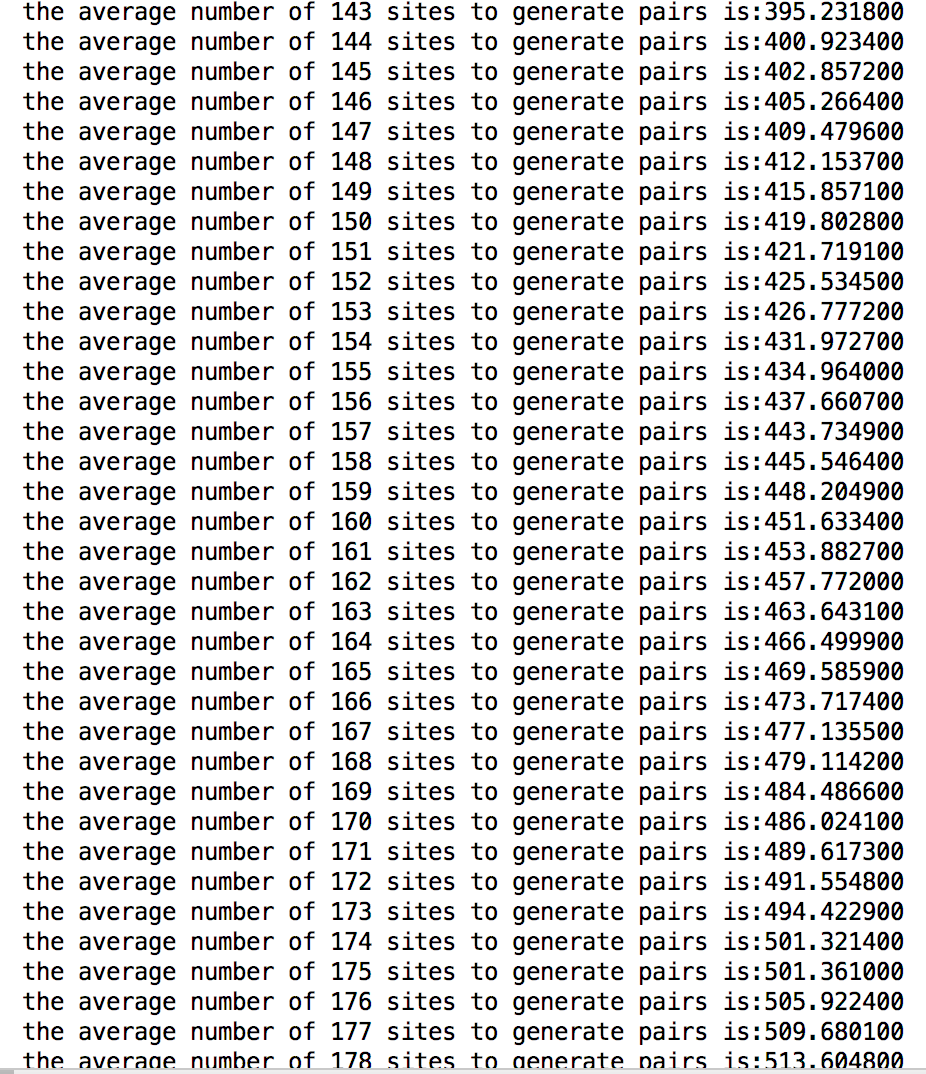 the average number of 143 sites to generate pairs is:395.231800
the average number of 144 sites to generate pairs is:400.923400
the average number of 145 sites to generate pairs is:402.857200
the average number of 146 sites to generate pairs is:405.266400
the average number of 147 sites to generate pairs is:409.479600
the average number of 148 sites to generate pairs is:412.153700
the average number of 149 sites to generate pairs is:415.857100
the average number of 150 sites to generate pairs is:419.802800
the average number of 151 sites to generate pairs is:421.719100
the average number of 152 sites to generate pairs is:425.534500
the average number of 153 sites to generate pairs is:426.777200
the average number of 154 sites to generate pairs is:431.972700
the average number of 155 sites to generate pairs is:434.964000
the average number of 156 sites to generate pairs is:437.660700
the average number of 157 sites to generate pairs is:443.734900
the average number of 158 sites to generate pairs is:445.546400
the average number of 159 sites to generate pairs is:448.204900
the average number of 160 sites to generate pairs is:451.633400
the average number of 161 sites to generate pairs is:453.882700
the average number of 162 sites to generate pairs is:457.772000
the average number of 163 sites to generate pairs is:463.643100
the average number of 164 sites to generate pairs is:466.499900
the average number of 165 sites to generate pairs is:469.585900
the average number of 166 sites to generate pairs is:473.717400
the average number of 167 sites to generate pairs is:477.135500
the average number of 168 sites to generate pairs is:479.114200
the average number of 169 sites to generate pairs is:484.486600
the average number of 170 sites to generate pairs is:486.024100
the average number of 171 sites to generate pairs is:489.617300
the average number of 172 sites to generate pairs is:491.554800
the average number of 173 sites to generate pairs is:494.422900
the average number of 174 sites to generate pairs is:501.321400
the average number of 175 sites to generate pairs is:501.361000
the average number of 176 sites to generate pairs is:505.922400
the average number of 177 sites to generate pairs is:509.680100
the average number of 178 sites to generate pairs is:513.604800